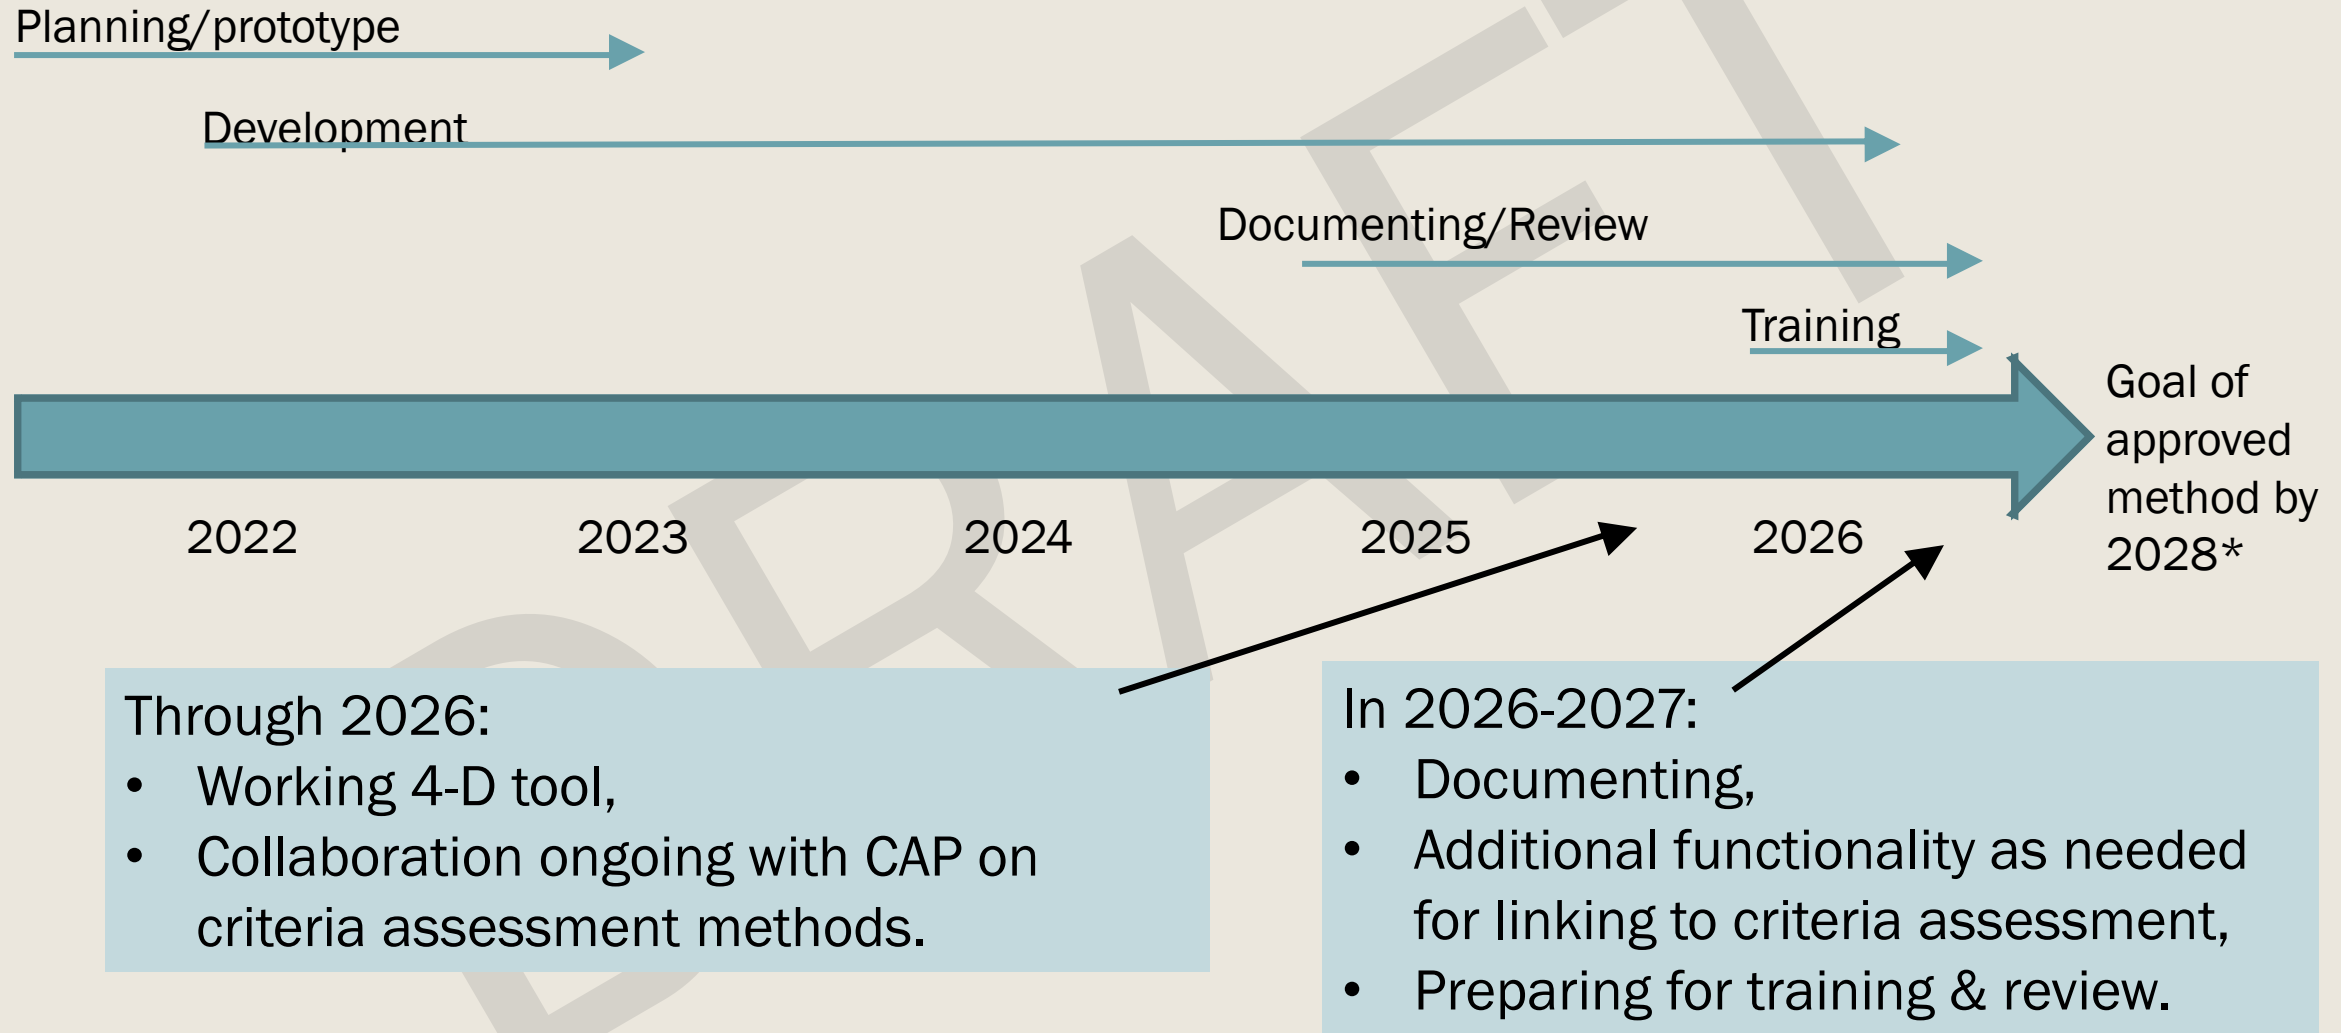 Planning/prototype
Development
Documenting/Review
Training
Goal of
approved
method by
2028*
2022
2023
2024
2025
2026
DRAFT
Through 2026:
• Working 4-D tool,
• Collaboration ongoing with CAP on
criteria assessment methods.
In 2026-2027:
• Documenting,
• Additional functionality as needed
for linking to criteria assessment,
• Preparing for training & review.